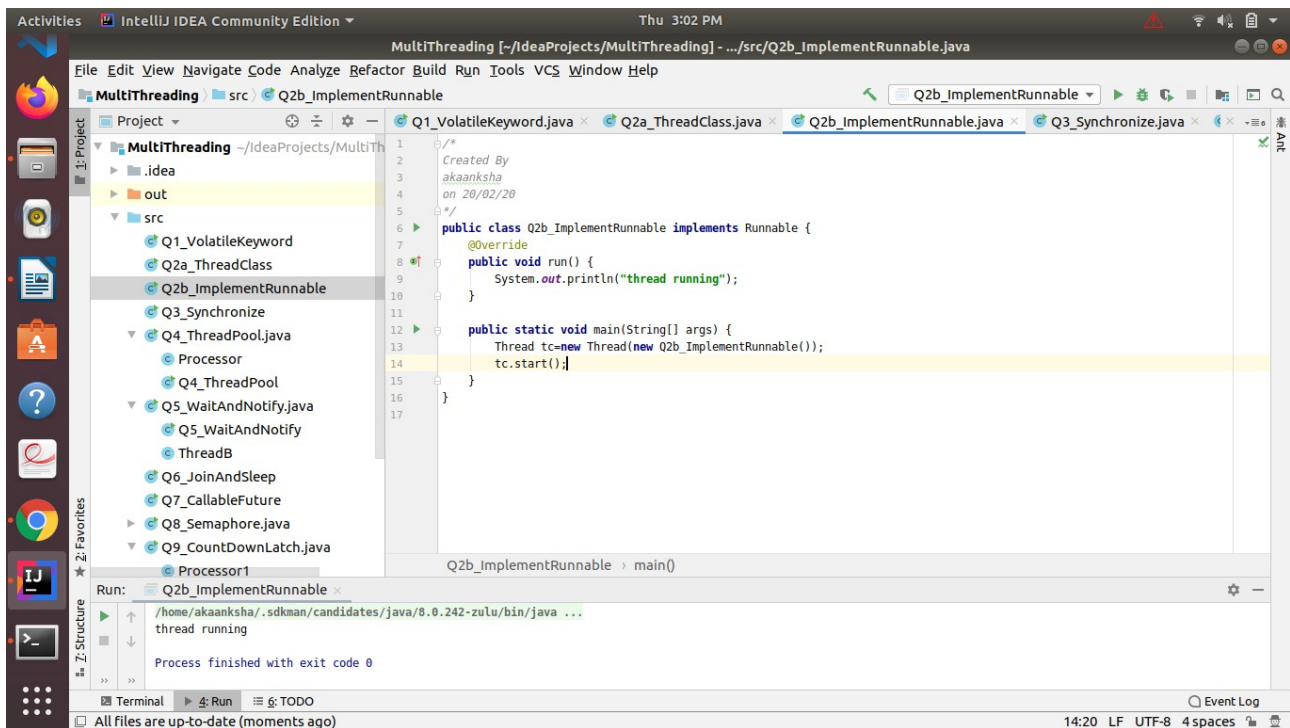 Activities IntelliJ IDEA Community Edition Thu 3:02 PM
MultiThreading [~/IdeaProjects/MultiThreading] - .../src/Q2b_ImplementRunnable.java
File Edit View Navigate Code Analyze Refactor Build Run Tools VCS Window Help
MultiThreading src Q2b_ImplementRunnable Q2b_ImplementRunnable
1: Project
Project
Q1_VolatileKeyword.java Q2a_ThreadClass.java Q2b_ImplementRunnable.java Q3_Synchronize.java
Ant
MultiThreading ~/IdeaProjects/MultiTh
.idea
out
src
Q1_VolatileKeyword
Q2a_ThreadClass
Q2b_ImplementRunnable
Q3_Synchronize
Q4_ThreadPool.java
Processor
Q4_ThreadPool
Q5_WaitAndNotify.java
Q5_WaitAndNotify
ThreadB
Q6_JoinAndSleep
Q7_CallableFuture
Q8_Semaphore.java
Q9_CountDownLatch.java
Processor1
1 /*
2 Created By
3 akaanksha
4 on 20/02/20
5 */
6 public class Q2b_ImplementRunnable implements Runnable {
7 @Override
8 public void run() {
9 System.out.println("thread running");
10 }
11
12 public static void main(String[] args) {
13 Thread tc=new Thread(new Q2b_ImplementRunnable());
14 tc.start();
15 }
16 }
17
Q2b_ImplementRunnable › main()
2: Favorites
7: Structure
Run: Q2b_ImplementRunnable
/home/akaanksha/.sdkman/candidates/java/8.0.242-zulu/bin/java ...
thread running
Process finished with exit code 0
Terminal 4: Run 6: TODO Event Log
All files are up-to-date (moments ago) 14:20 LF UTF-8 4 spaces